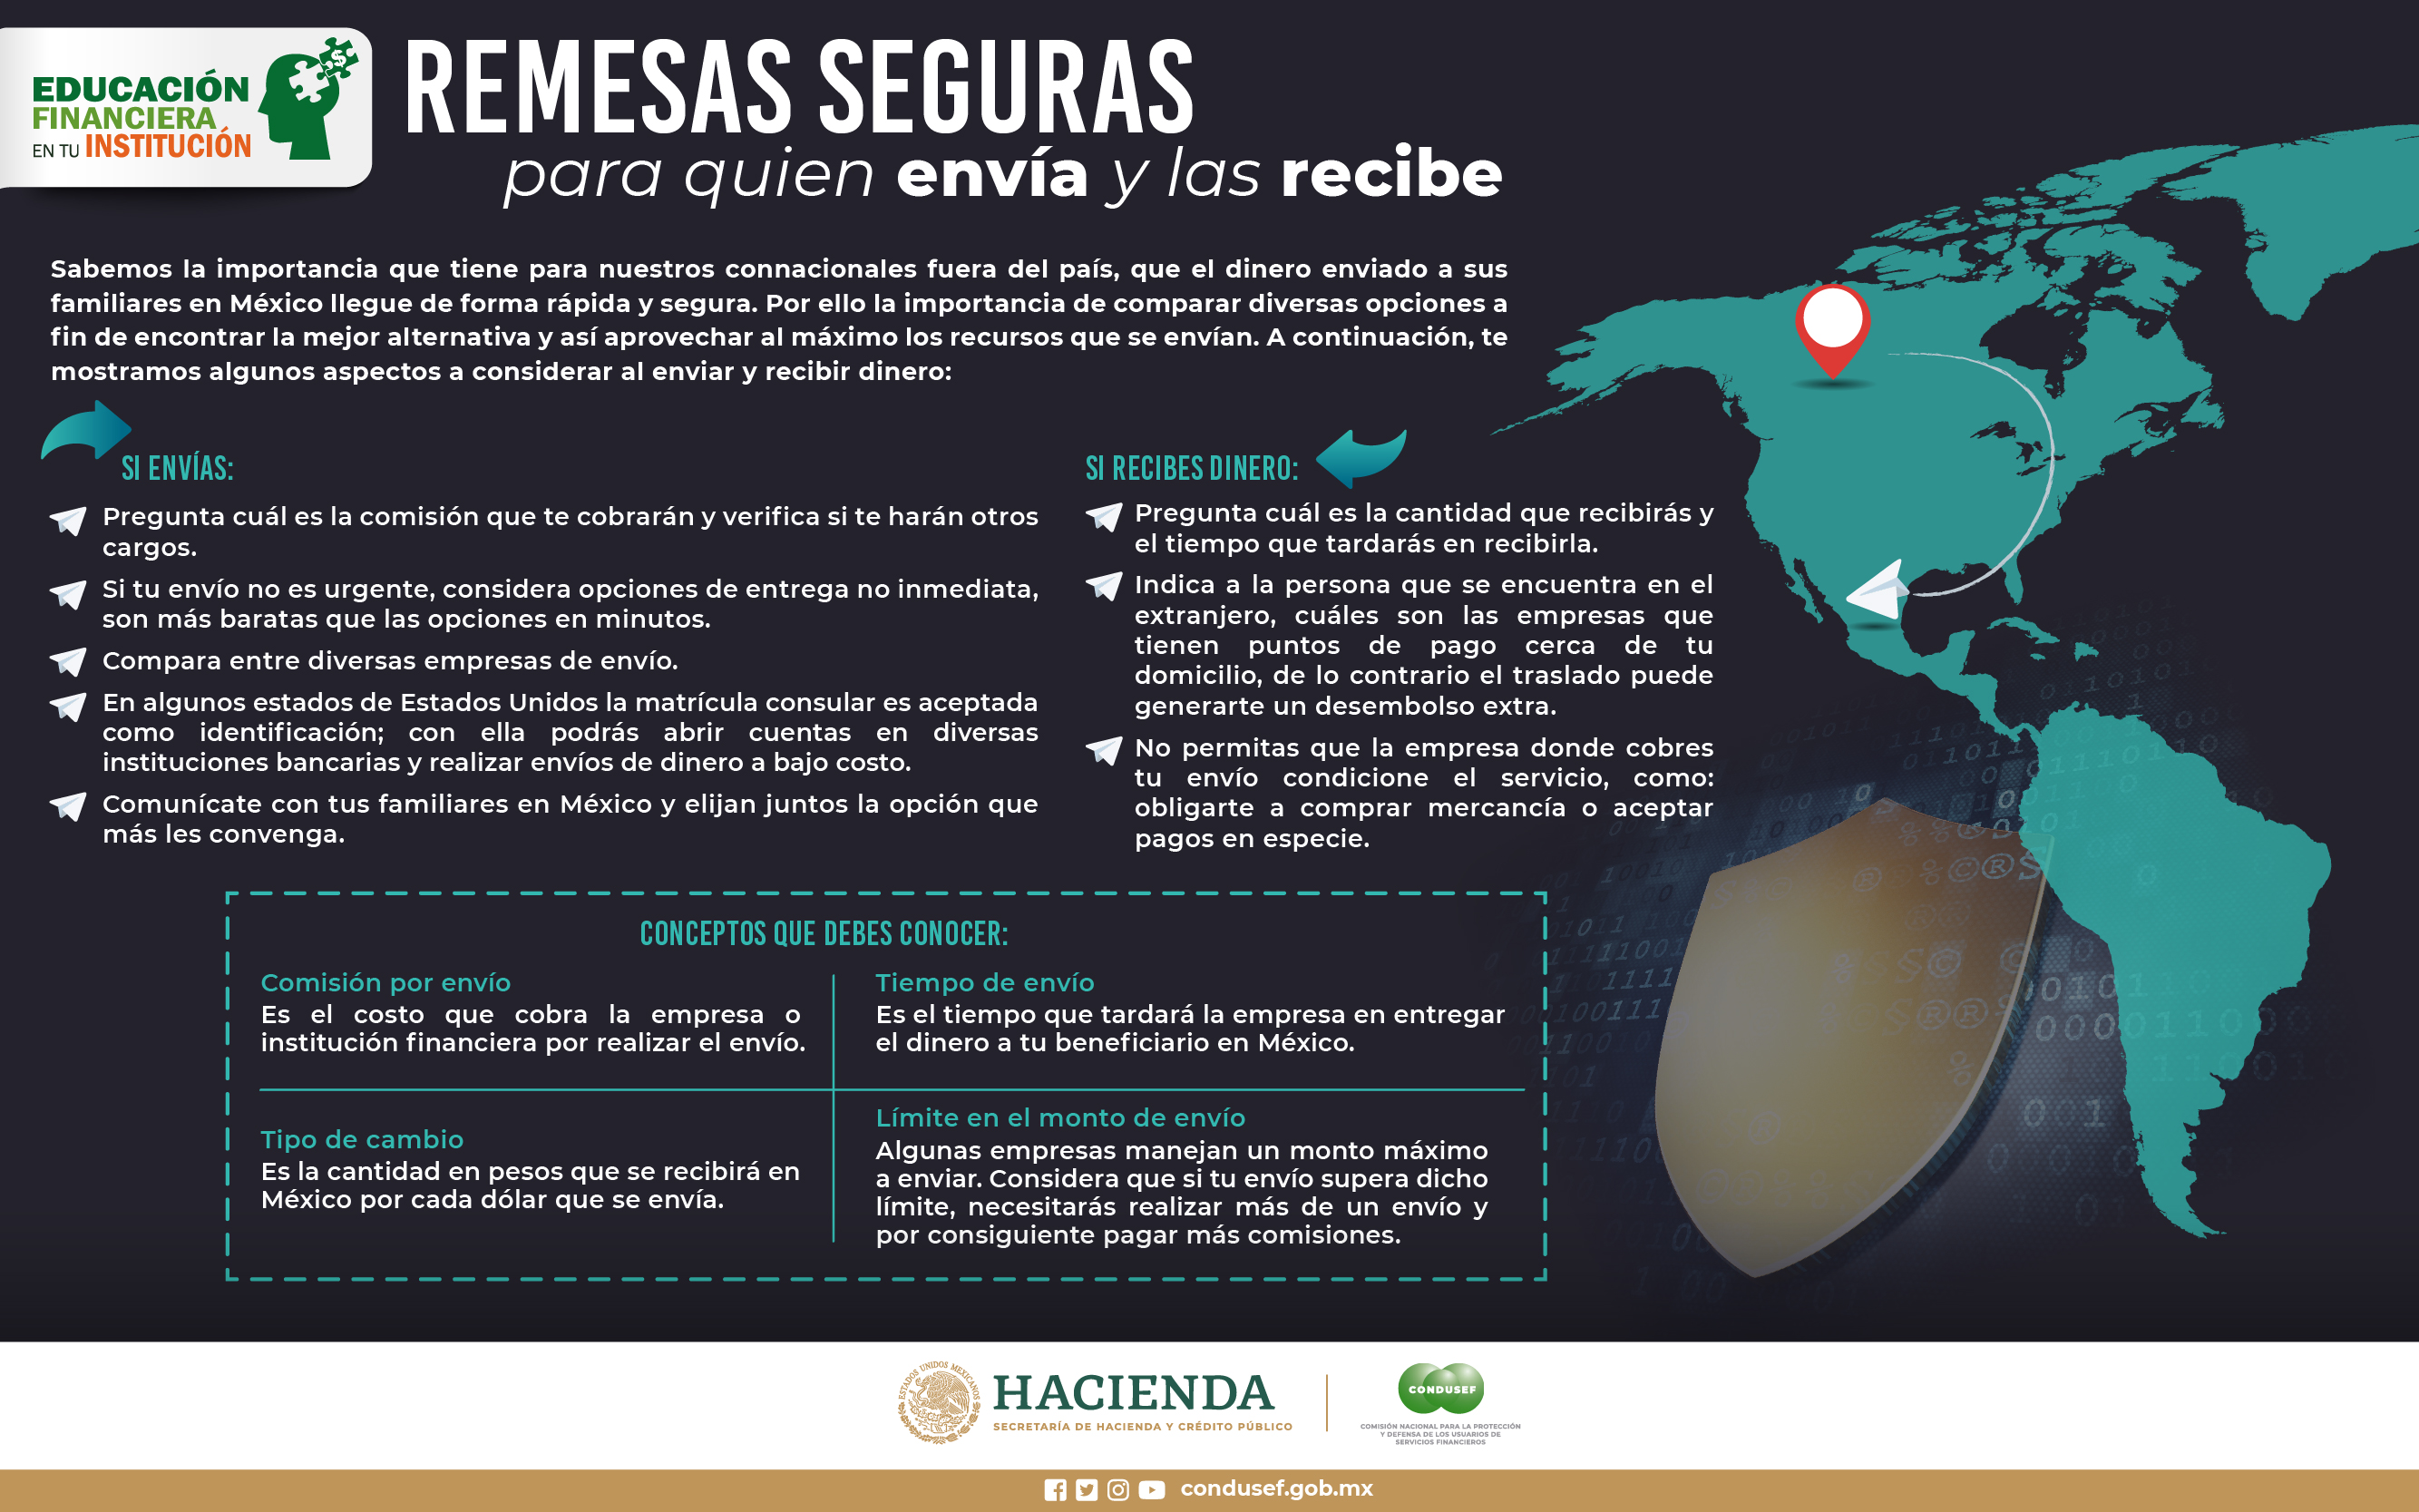 EDUCACIÓN
FINANCIERA
EN TU INSTITUCIÓN
REMESAS SEGURAS
para quien envía y las recibe
Sabemos la importancia que tiene para nuestros connacionales fuera del país, que el dinero enviado a sus
familiares en México llegue de forma rápida y segura. Por ello la importancia de comparar diversas opciones a
fin de encontrar la mejor alternativa y así aprovechar al máximo los recursos que se envían. A continuación, te
mostramos algunos aspectos a considerar al enviar y recibir dinero:
SI ENVÍAS:
Pregunta cuál es la comisión que te cobrarán y verifica si te harán otros
cargos.
Si tu envío no es urgente, considera opciones de entrega no inmediata,
son más baratas que las opciones en minutos.
Compara entre diversas empresas de envío.
En algunos estados de Estados Unidos la matrícula consular es aceptada
como identificación; con ella podrás abrir cuentas en diversas
instituciones bancarias y realizar envíos de dinero a bajo costo.
Comunícate con tus familiares en México y elijan juntos la opción que
más les convenga.
SI RECIBES DINERO:
Pregunta cuál es la cantidad que recibirás y
el tiempo que tardarás en recibirla.
Indica a la persona que se encuentra en el
extranjero, cuáles son las empresas que
tienen puntos de pago cerca de tu
domicilio, de lo contrario el traslado puede
generarte un desembolso extra.
No permitas que la empresa donde cobres
tu envío condicione el servicio, como:
obligarte a comprar mercancía o aceptar
pagos en especie.
CONCEPTOS QUE DEBES CONOCER:
Comisión por envío
Es el costo que cobra la empresa o
institución financiera por realizar el envío.
Tiempo de envío
Es el tiempo que tardará la empresa en entregar
el dinero a tu beneficiario en México.
Tipo de cambio
Es la cantidad en pesos que se recibirá en
México por cada dólar que se envía.
Límite en el monto de envío
Algunas empresas manejan un monto máximo
a enviar. Considera que si tu envío supera dicho
límite, necesitarás realizar más de un envío y
por consiguiente pagar más comisiones.
ESTADOS UNIDOS MEXICANOS
HACIENDA
SECRETARÍA DE HACIENDA Y CRÉDITO PÚBLICO
CONDUSEF
COMISIÓN NACIONAL PARA LA PROTECCIÓN
Y DEFENSA DE LOS USUARIOS DE
SERVICIOS FINANCIEROS
condusef.gob.mx